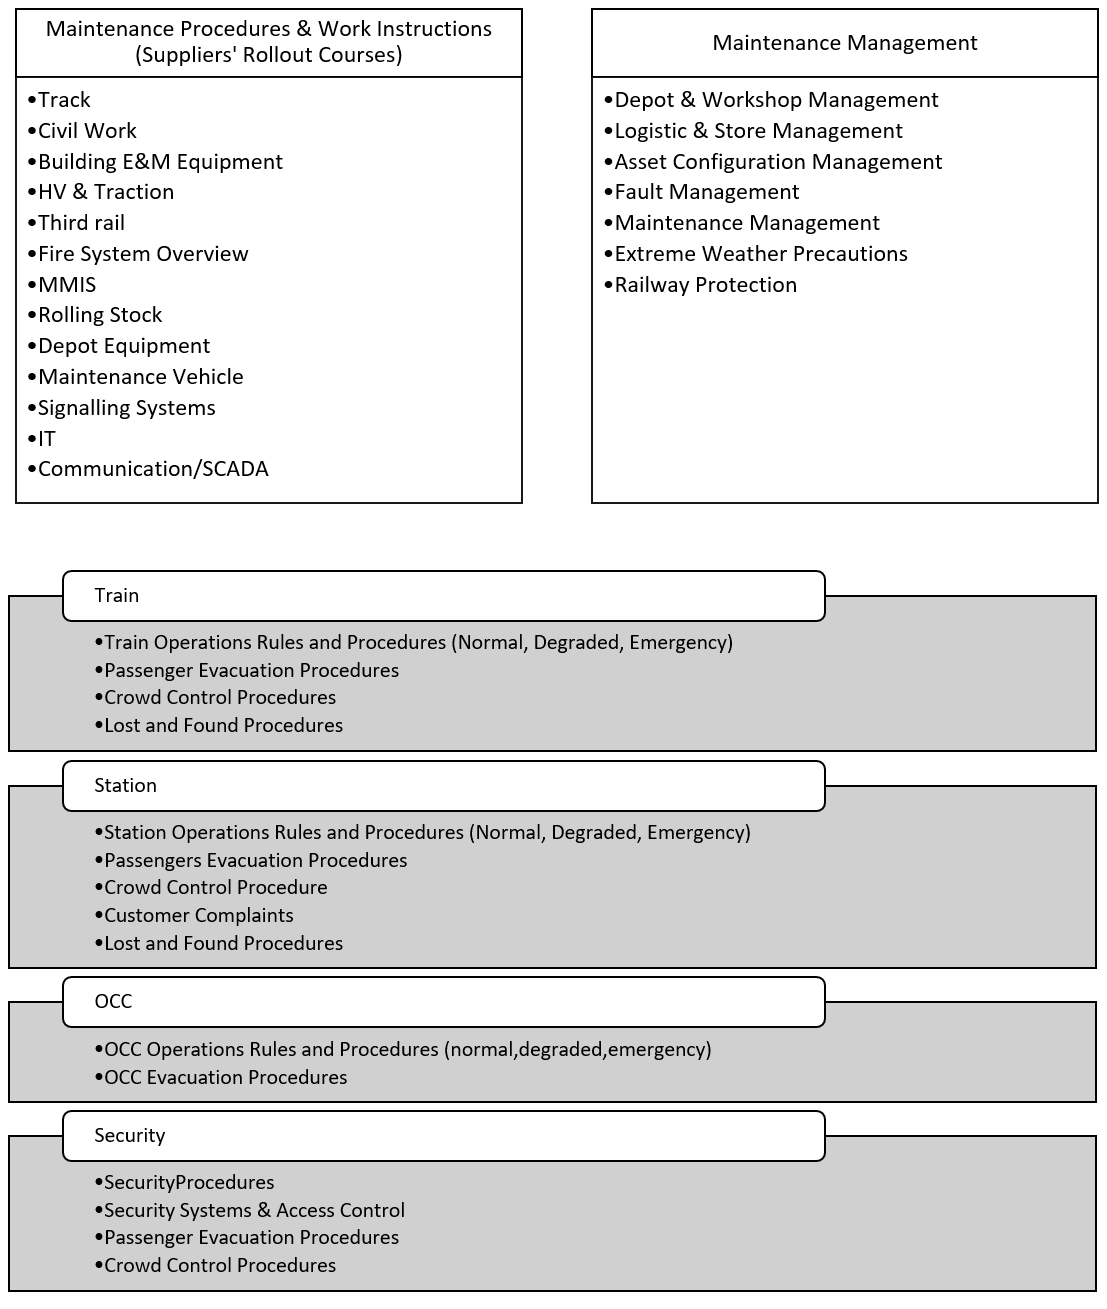 Maintenance Procedures & Work Instructions
(Suppliers' Rollout Courses)
•Track
•Civil Work
•Building E&M Equipment
•HV & Traction
•Third rail
•Fire System Overview
•MMIS
•Rolling Stock
•Depot Equipment
•Maintenance Vehicle
•Signalling Systems
•IT
•Communication/SCADA
Maintenance Management
•Depot & Workshop Management
•Logistic & Store Management
•Asset Configuration Management
•Fault Management
•Maintenance Management
•Extreme Weather Precautions
•Railway Protection
Train
•Train Operations Rules and Procedures (Normal, Degraded, Emergency)
•Passenger Evacuation Procedures
•Crowd Control Procedures
•Lost and Found Procedures
Station
•Station Operations Rules and Procedures (Normal, Degraded, Emergency)
•Passengers Evacuation Procedures
•Crowd Control Procedure
•Customer Complaints
•Lost and Found Procedures
OCC
•OCC Operations Rules and Procedures (normal,degraded,emergency)
•OCC Evacuation Procedures
Security
•SecurityProcedures
•Security Systems & Access Control
•Passenger Evacuation Procedures
•Crowd Control Procedures